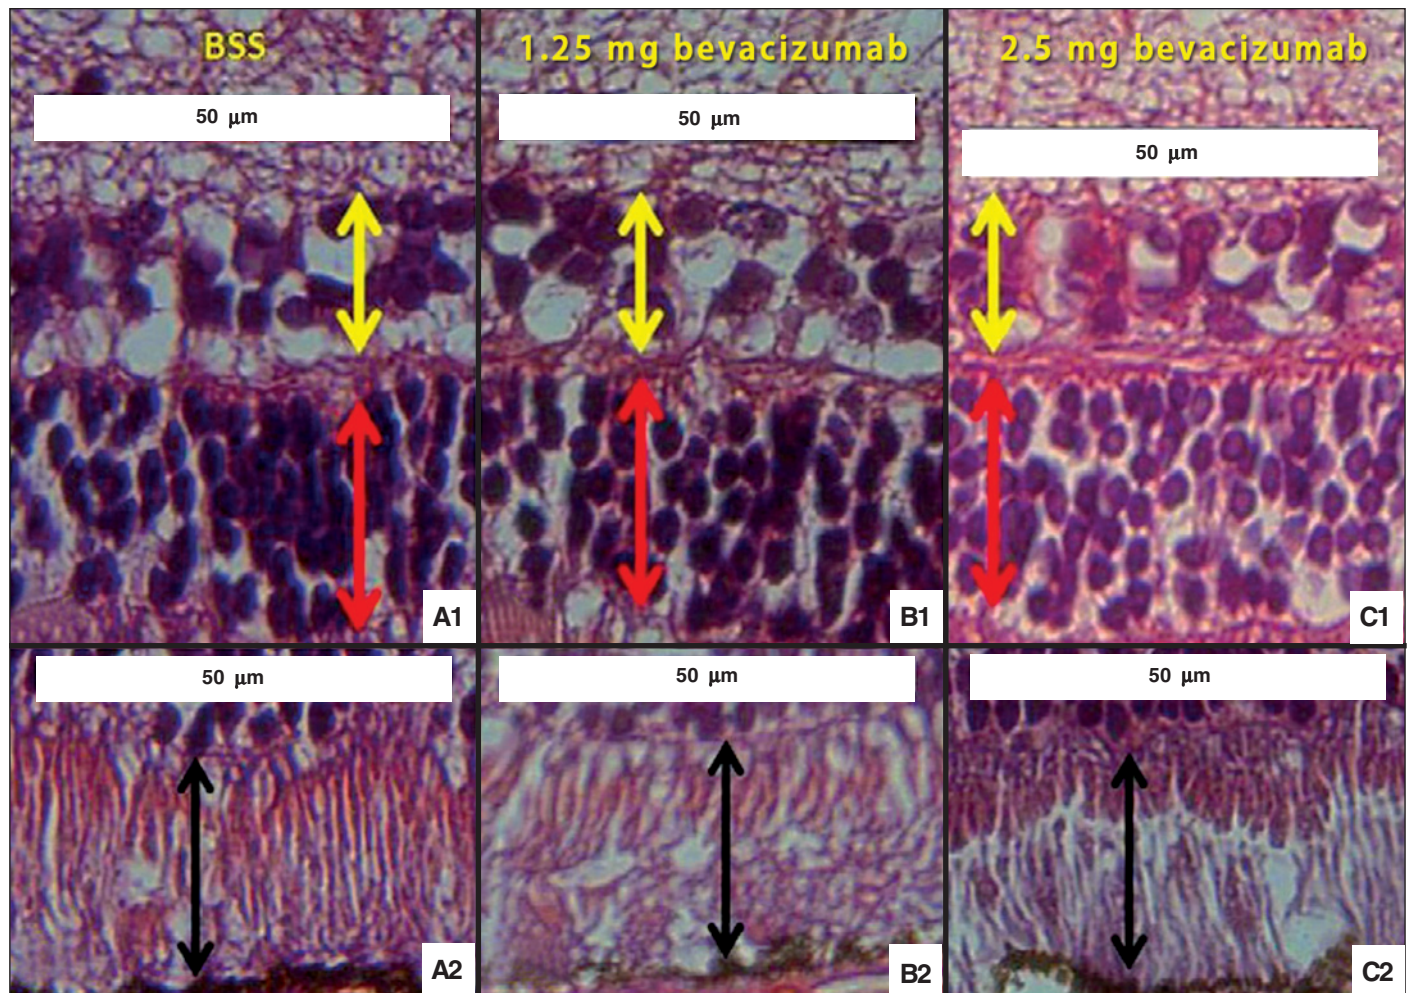 BSS
1.25 mg bevacizumab
2.5 mg bevacizumab
50 μm
50 μm
50 μm
A1
B1
C1
50 μm
50 μm
50 μm
A2
B2
C2